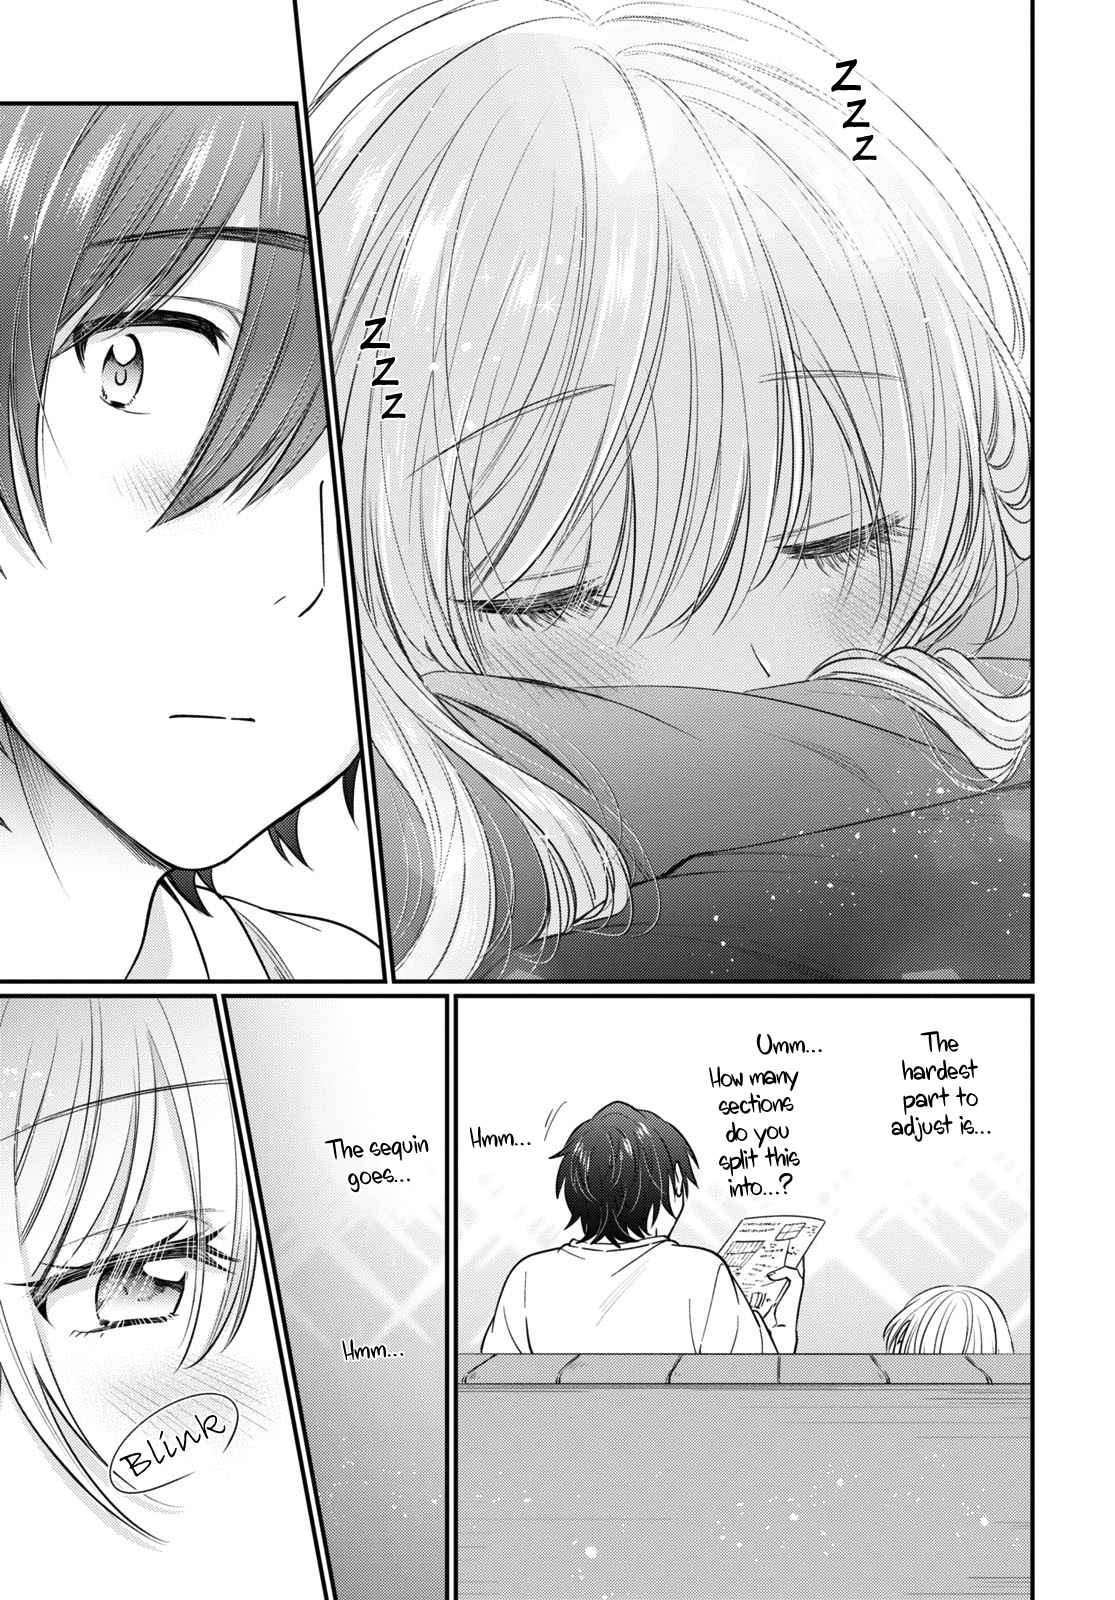 Z
Z
Z
Z
Z
Z
The
hardest
part to
adjust is...
Umm...
How many
sections
do you
split this
into...?
Hmm...
The sequin
goes...
Hmm...
Blink